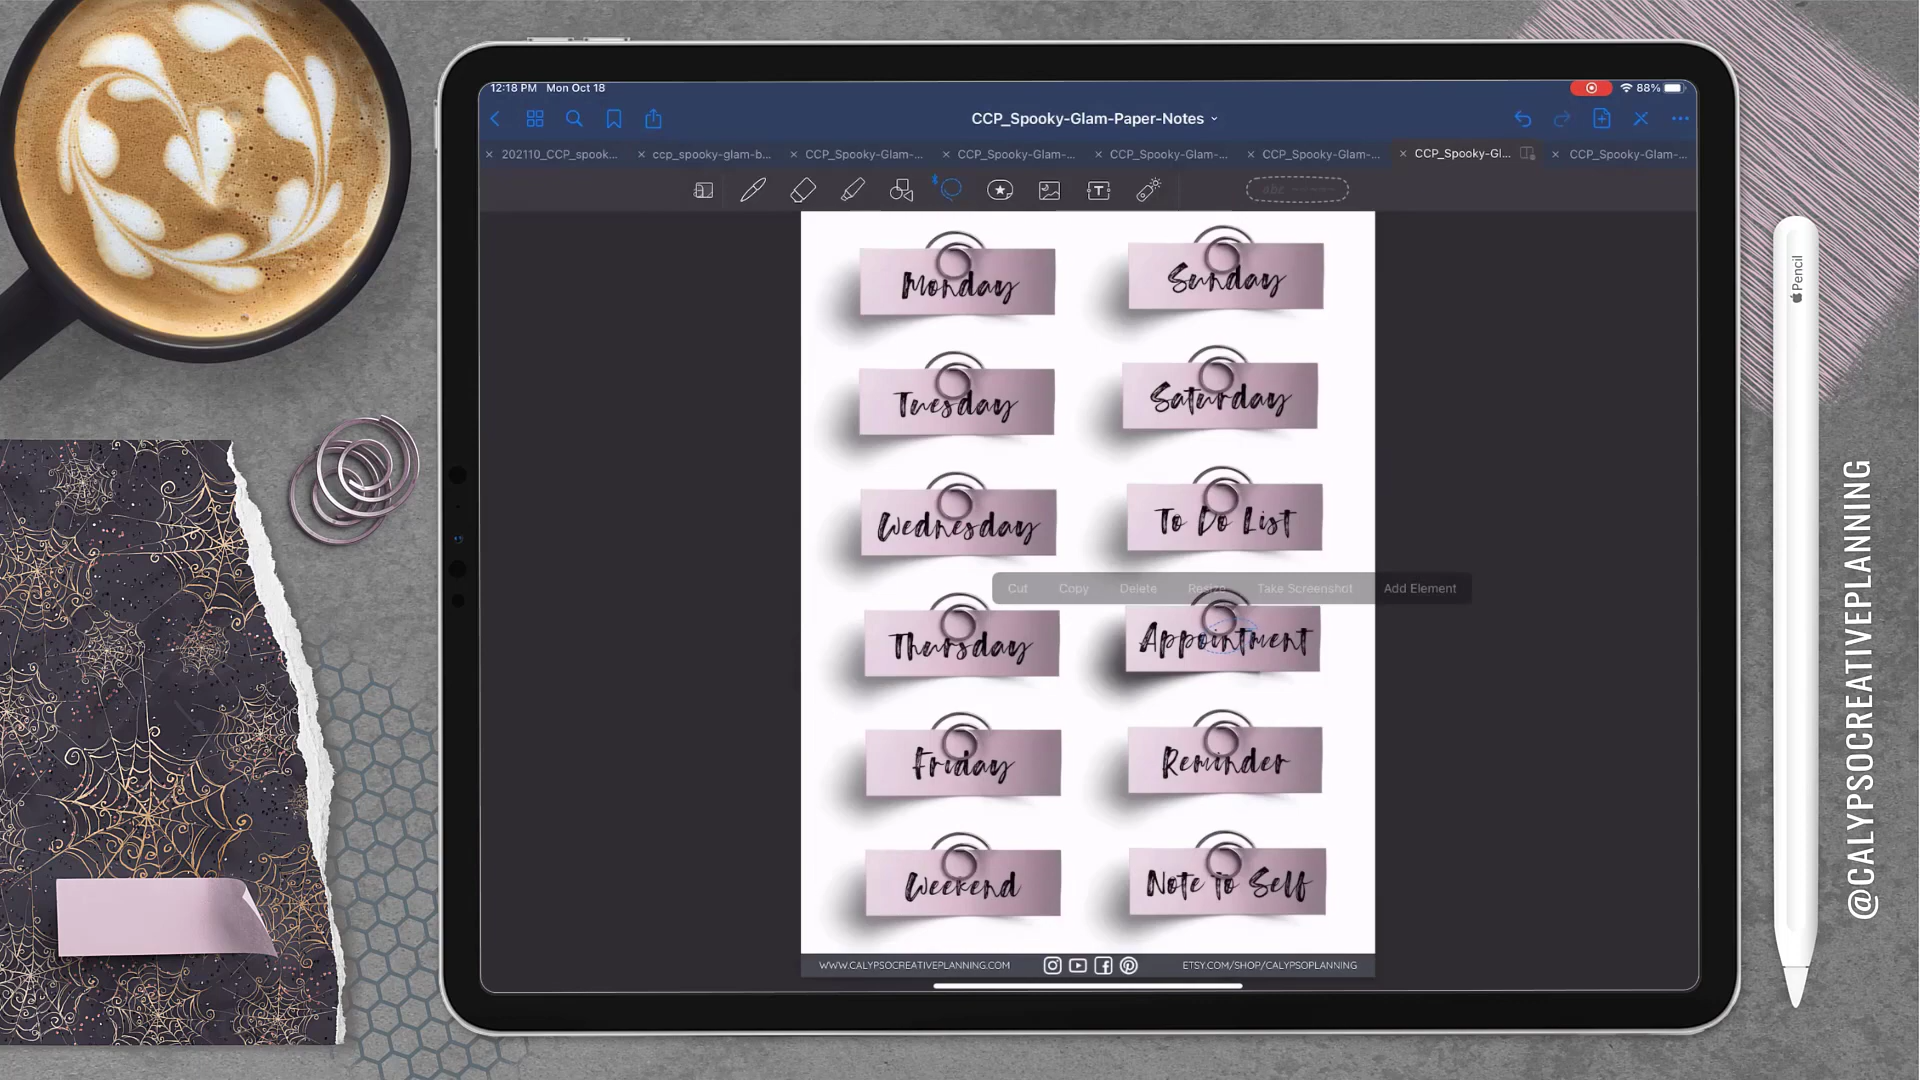 12:18 PM Mon Oct 18
88%
CCP_Spooky-Glam-Paper-Notes
202110_CCP_spook...
ccp_spooky-glam-b...
CCP_Spooky-Glam-...
CCP_Spooky-Glam-...
CCP_Spooky-Glam-...
CCP_Spooky-Glam-...
CCP_Spooky-Gl...
CCP_Spooky-Glam-...
abc
Monday
Sunday
Tuesday
Saturday
Wednesday
To Do List
Cut Copy Delete Resize Take Screenshot Add Element
Thursday
Appointment
Friday
Reminder
Weekend
Note To Self
WWW.CALYPSOCREATIVEPLANNING.COM
ETSY.COM/SHOP/CALYPSOPLANNING
Pencil
@CALYPSOCREATIVEPLANNING